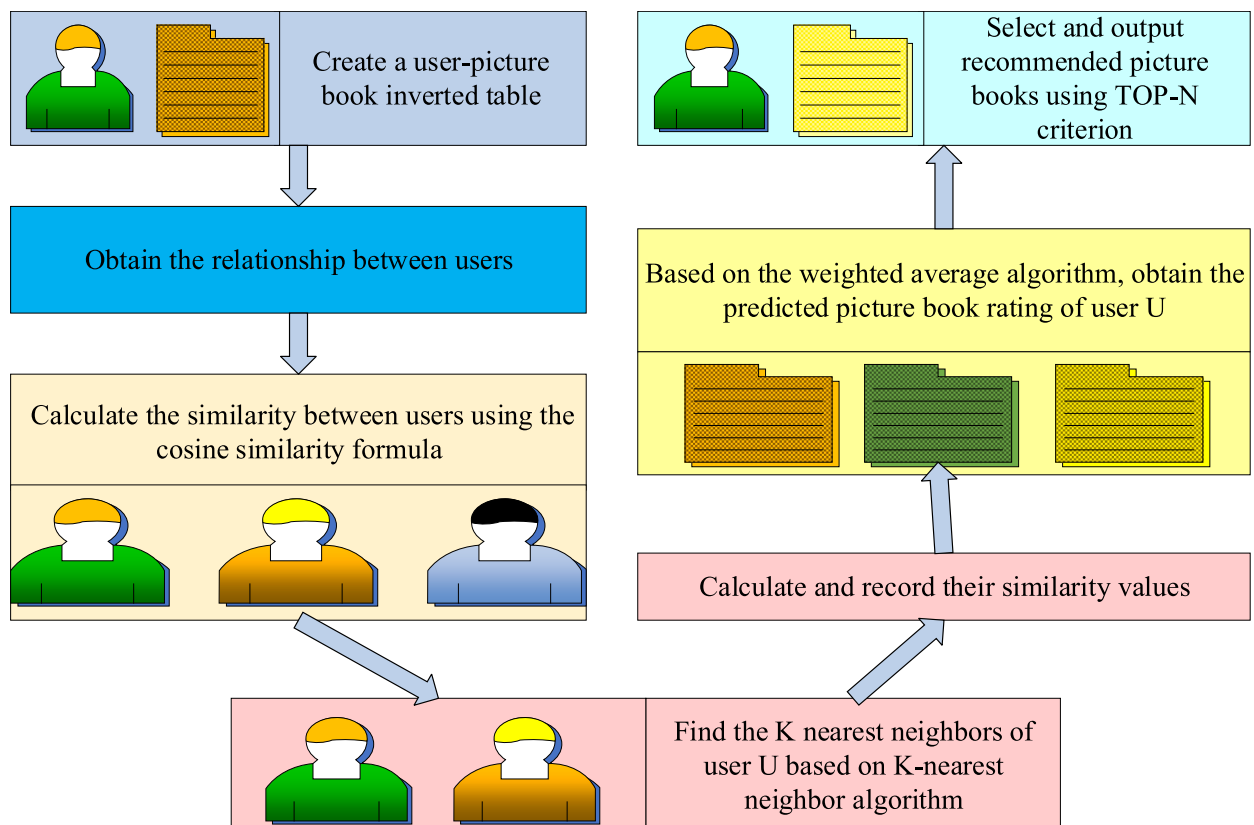 Create a user-picture
book inverted table
Obtain the relationship between users
Calculate the similarity between users using the
cosine similarity formula
Find the K nearest neighbors of
user U based on K-nearest
neighbor algorithm
Calculate and record their similarity values
Based on the weighted average algorithm, obtain the
predicted picture book rating of user U
Select and output
recommended picture
books using TOP-N
criterion